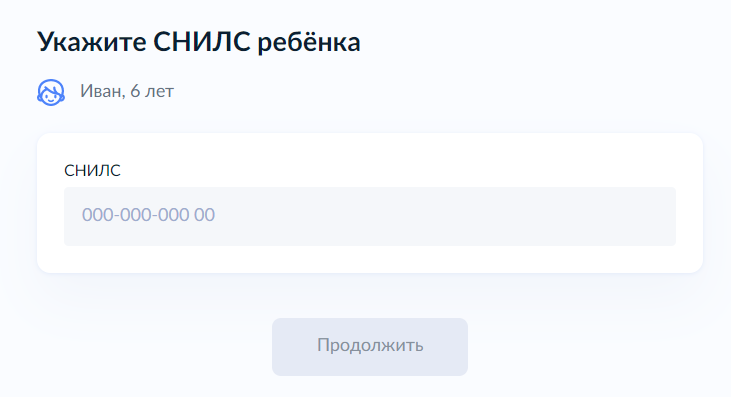 Укажите СНИЛС ребёнка
Иван, 6 лет
СНИЛС
000-000-000 00
Продолжить